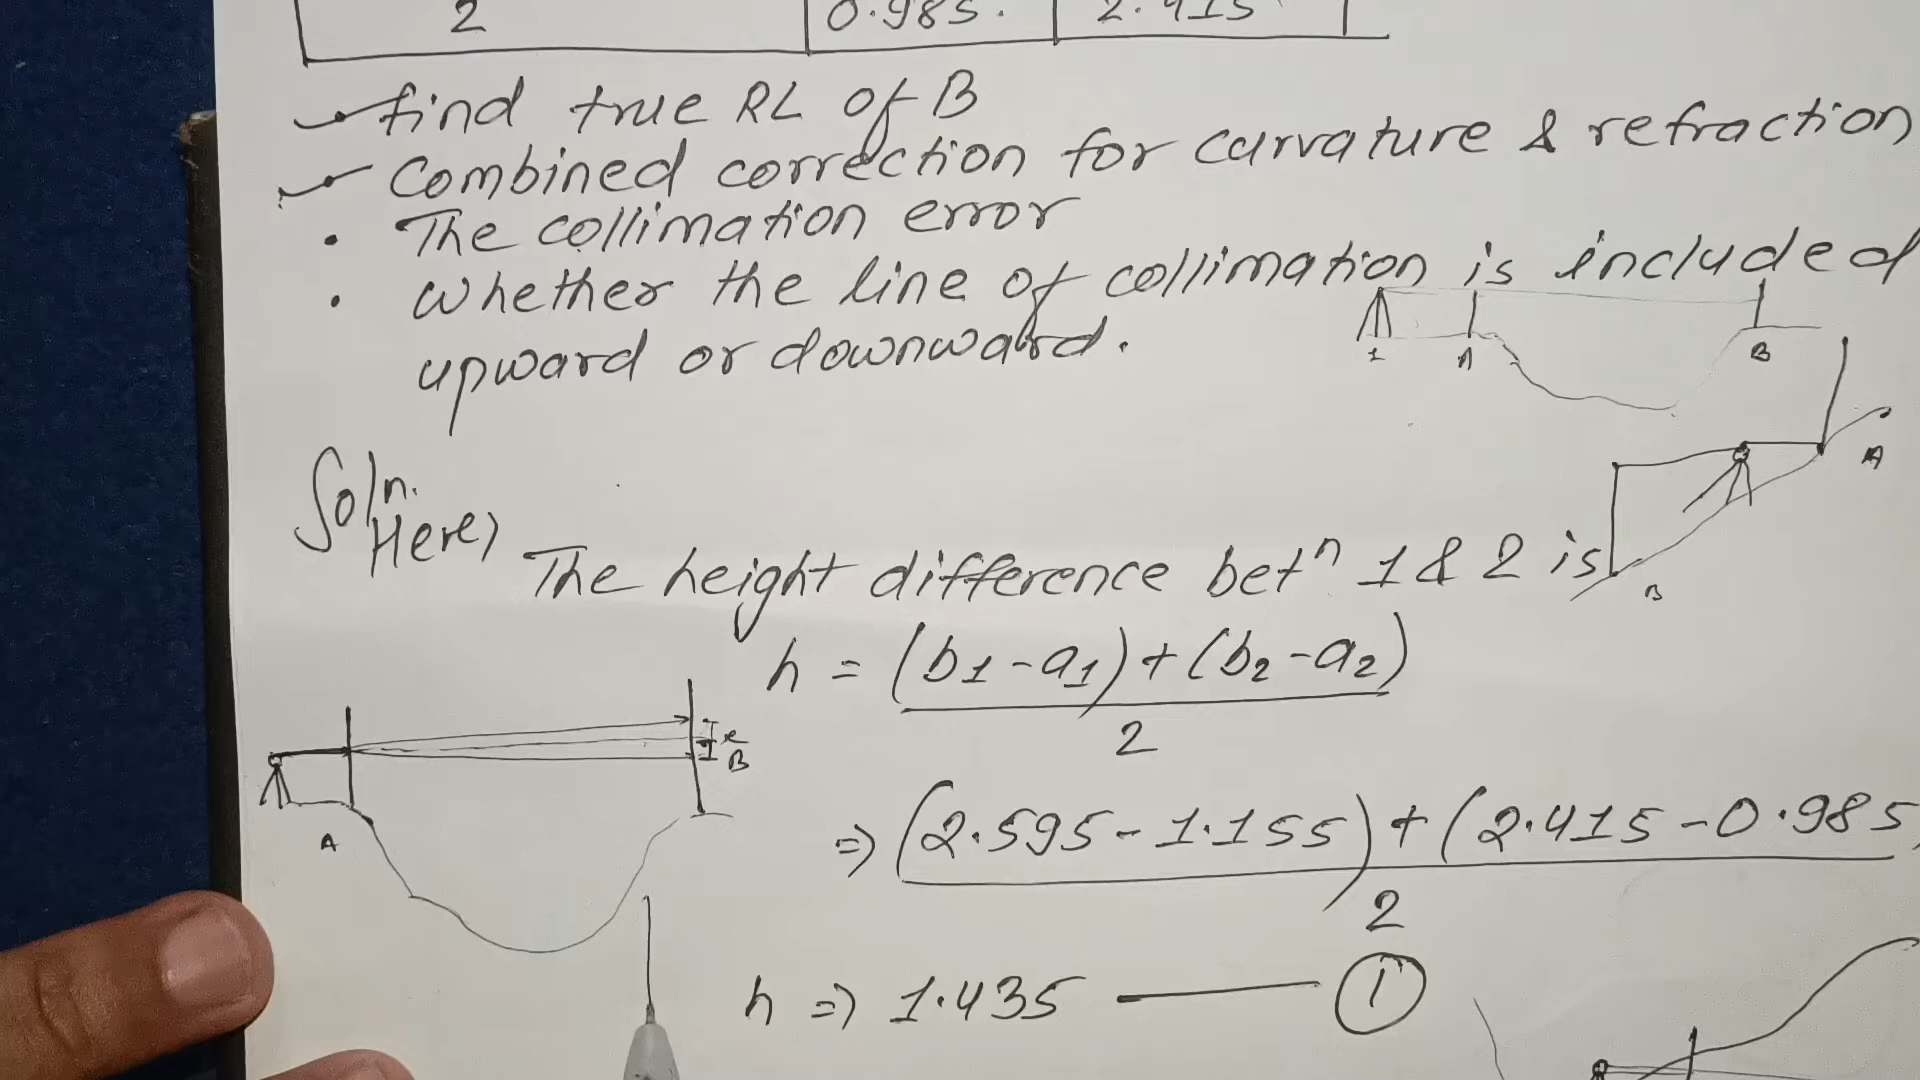 2 0.985. 2.415
find true RL of B
Combined correction for curvature & refraction
• The collimation error
• Whether the line of collimation is included
upward or downward.
1 A B
A
Soln.
Here,
The height difference betn 1 & 2 is
B
h = (b1-a1)+(b2-a2)
2
e
B
A
=> (2.595-1.155)+(2.415-0.985
2
h => 1.435 — 1